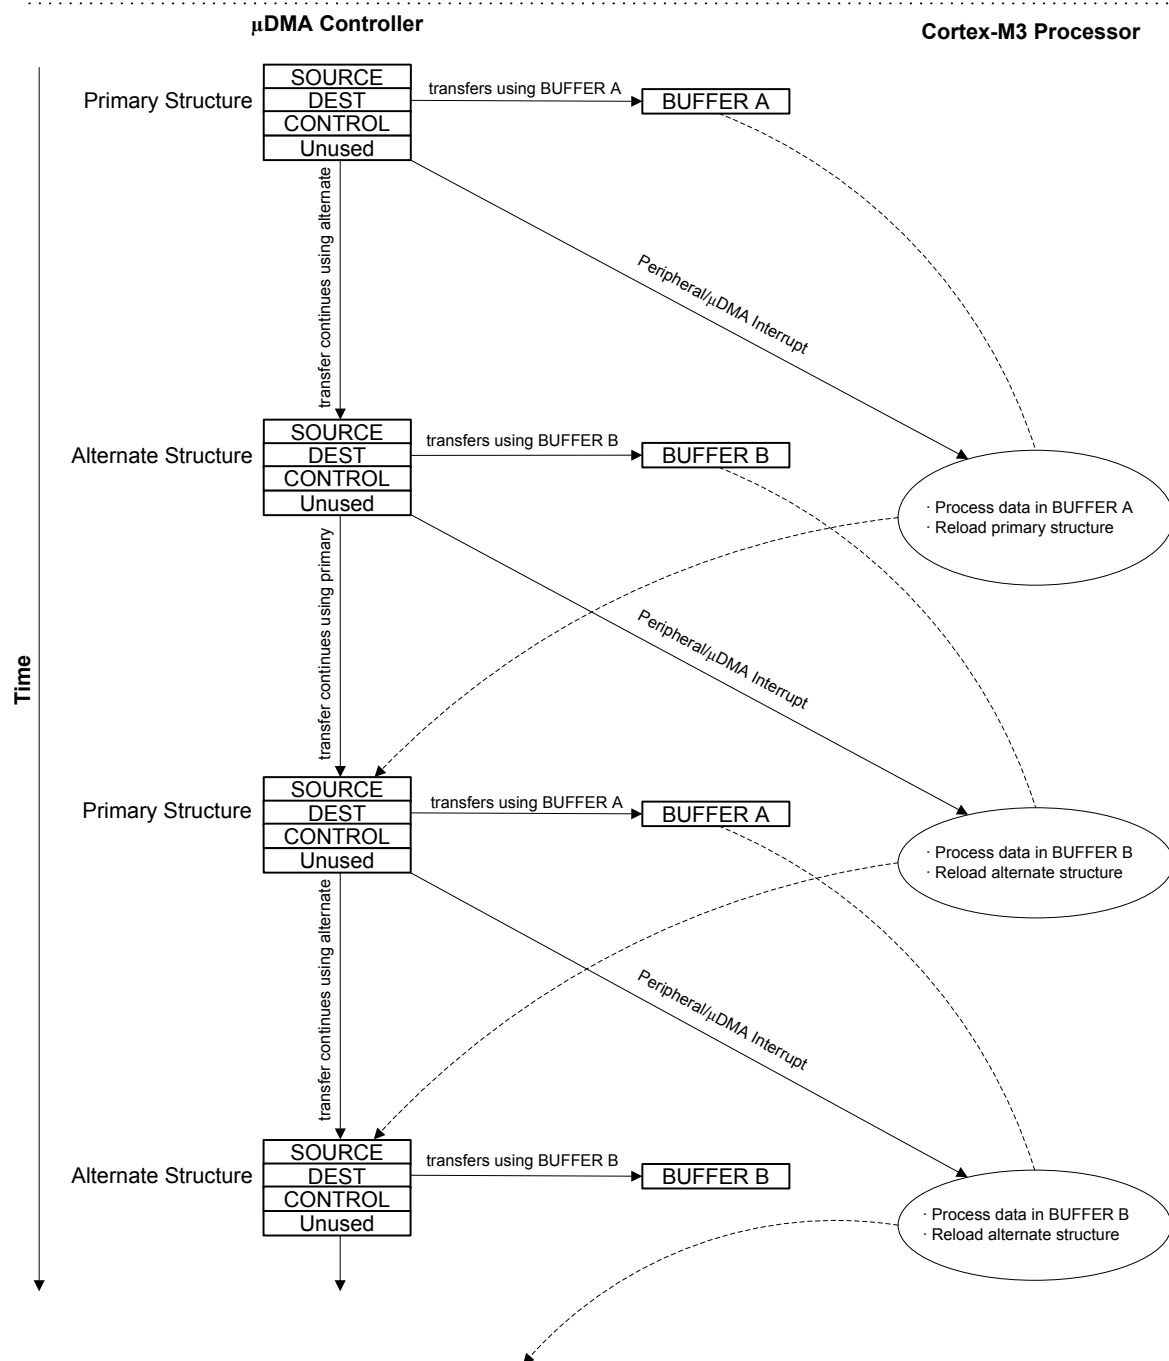 µDMA Controller
Cortex-M3 Processor
Time
Primary Structure
SOURCE
DEST
CONTROL
Unused
transfers using BUFFER A
BUFFER A
transfer continues using alternate
Peripheral/µDMA Interrupt
Alternate Structure
SOURCE
DEST
CONTROL
Unused
transfers using BUFFER B
BUFFER B
· Process data in BUFFER A
· Reload primary structure
transfer continues using primary
Peripheral/µDMA Interrupt
Primary Structure
SOURCE
DEST
CONTROL
Unused
transfers using BUFFER A
BUFFER A
· Process data in BUFFER B
· Reload alternate structure
transfer continues using alternate
Peripheral/µDMA Interrupt
Alternate Structure
SOURCE
DEST
CONTROL
Unused
transfers using BUFFER B
BUFFER B
· Process data in BUFFER B
· Reload alternate structure